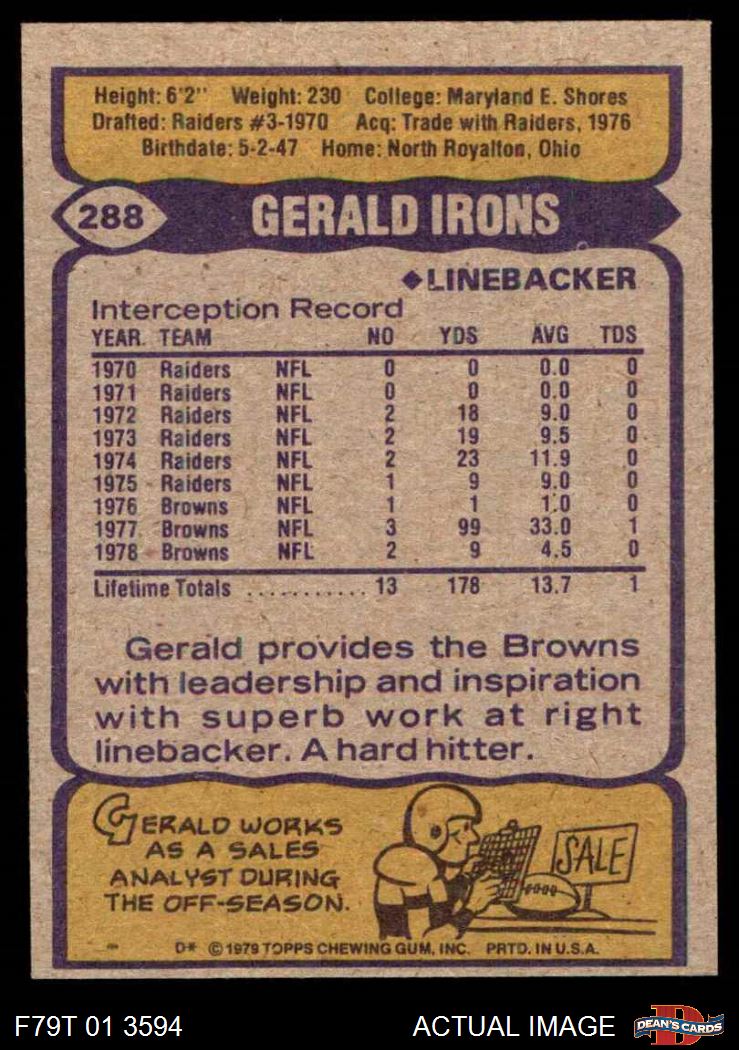 Height: 6'2" Weight: 230 College: Maryland E. Shores
Drafted: Raiders #3-1970 Acq: Trade with Raiders, 1976
Birthdate: 5-2-47 Home: North Royalton, Ohio
288 GERALD IRONS
◆LINEBACKER
Interception Record
YEAR TEAM NO YDS AVG TDS
1970 Raiders NFL 0 0 0.0 0
1971 Raiders NFL 0 0 0.0 0
1972 Raiders NFL 2 18 9.0 0
1973 Raiders NFL 2 19 9.5 0
1974 Raiders NFL 2 23 11.9 0
1975 Raiders NFL 1 9 9.0 0
1976 Browns NFL 1 1 1.0 0
1977 Browns NFL 3 99 33.0 1
1978 Browns NFL 2 9 4.5 0
Lifetime Totals ........... 13 178 13.7 1
Gerald provides the Browns
with leadership and inspiration
with superb work at right
linebacker. A hard hitter.
GERALD WORKS
AS A SALES
ANALYST DURING
THE OFF-SEASON.
SALE
D* © 1979 TOPPS CHEWING GUM, INC. PRTD. IN U.S.A.
F79T 01 3594 ACTUAL IMAGE DEAN'S CARDS